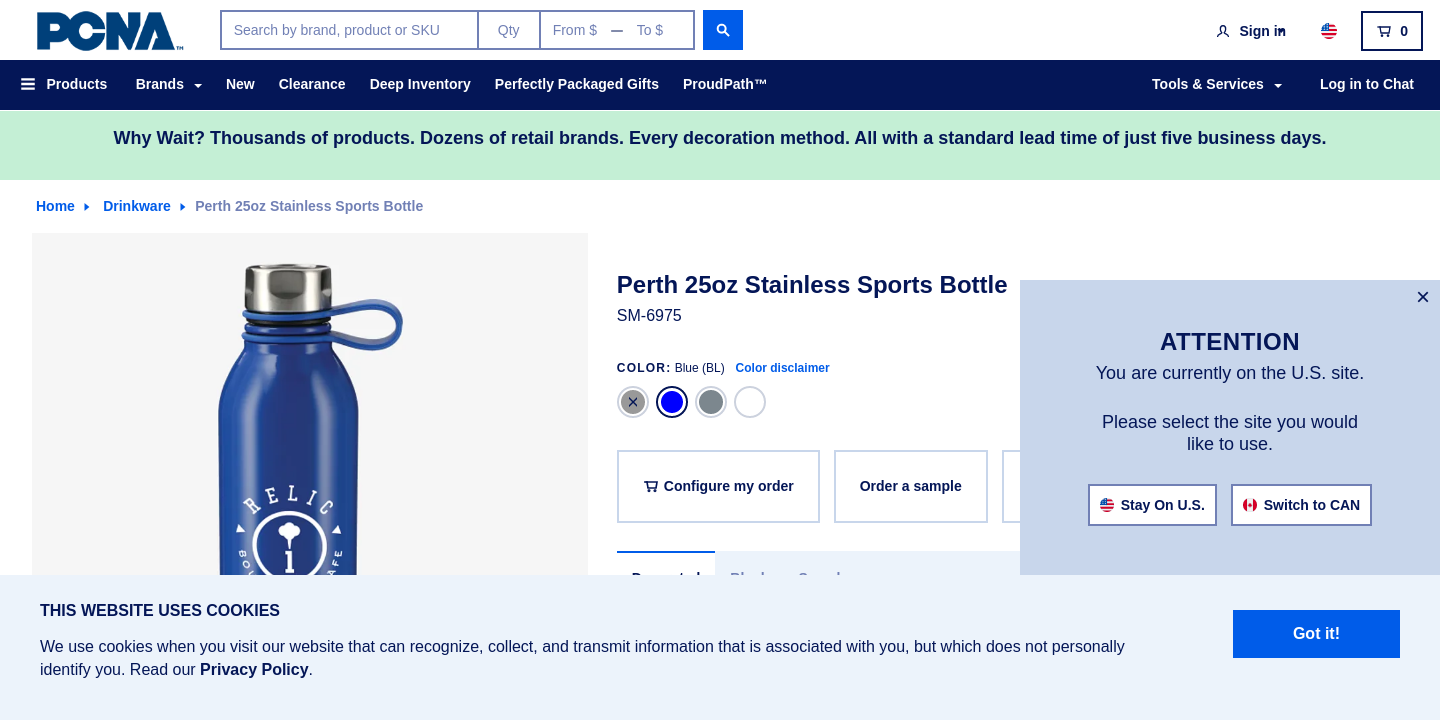 PCNA™
Search by brand, product or SKU
Qty
From $ — To $
Sign in
0
Products
Brands
New
Clearance
Deep Inventory
Perfectly Packaged Gifts
ProudPath™
Tools & Services
Log in to Chat
Why Wait? Thousands of products. Dozens of retail brands. Every decoration method. All with a standard lead time of just five business days.
Home
Drinkware
Perth 25oz Stainless Sports Bottle
RELIC
Perth 25oz Stainless Sports Bottle
SM-6975
COLOR: Blue (BL) Color disclaimer
Configure my order
Order a sample
ATTENTION
You are currently on the U.S. site.
Please select the site you would
like to use.
Stay On U.S.
Switch to CAN
THIS WEBSITE USES COOKIES
We use cookies when you visit our website that can recognize, collect, and transmit information that is associated with you, but which does not personally
identify you. Read our Privacy Policy.
Got it!